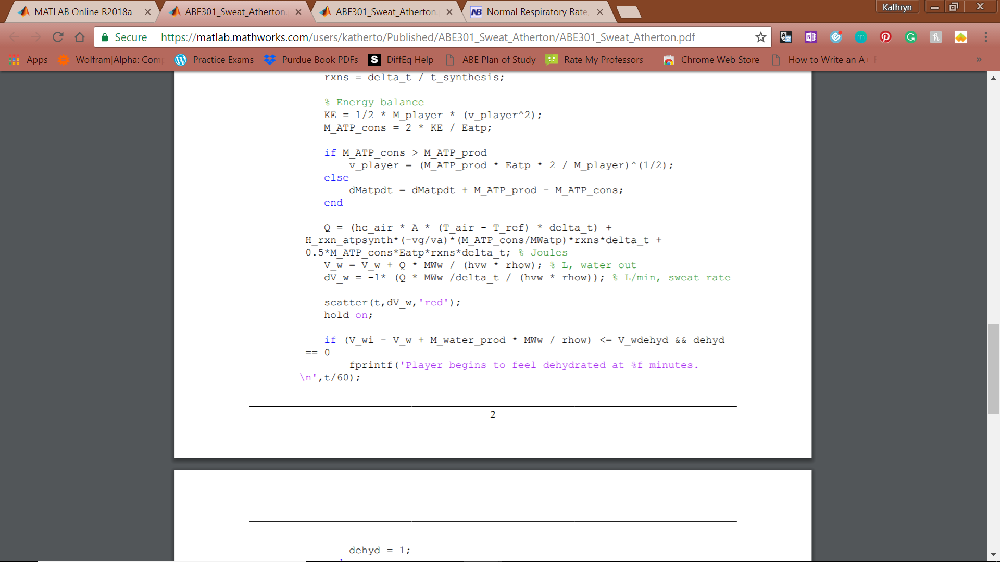 MATLAB Online R2018a
ABE301_Sweat_Atherton
ABE301_Sweat_Atherton
Normal Respiratory Rate,
Kathryn
Secure
https://matlab.mathworks.com/users/katherto/Published/ABE301_Sweat_Atherton/ABE301_Sweat_Atherton.pdf
Apps
Wolfram|Alpha: Com
Practice Exams
Purdue Book PDFs
DiffEq Help
ABE Plan of Study
Rate My Professors -
Chrome Web Store
How to Write an A+
»
rxns = delta_t / t_synthesis;
% Energy balance
KE = 1/2 * M_player * (v_player^2);
M_ATP_cons = 2 * KE / Eatp;
if M_ATP_cons > M_ATP_prod
v_player = (M_ATP_prod * Eatp * 2 / M_player)^(1/2);
else
dMatpdt = dMatpdt + M_ATP_prod - M_ATP_cons;
end
Q = (hc_air * A * (T_air - T_ref) * delta_t) +
H_rxn_atpsynth*(-vg/va)*(M_ATP_cons/MWatp)*rxns*delta_t +
0.5*M_ATP_cons*Eatp*rxns*delta_t; % Joules
V_w = V_w + Q * MWw / (hvw * rhow); % L, water out
dV_w = -1* (Q * MWw /delta_t / (hvw * rhow)); % L/min, sweat rate
scatter(t,dV_w,'red');
hold on;
if (V_wi - V_w + M_water_prod * MWw / rhow) <= V_wdehyd && dehyd
== 0
fprintf('Player begins to feel dehydrated at %f minutes.
\n',t/60);
2
dehyd = 1;